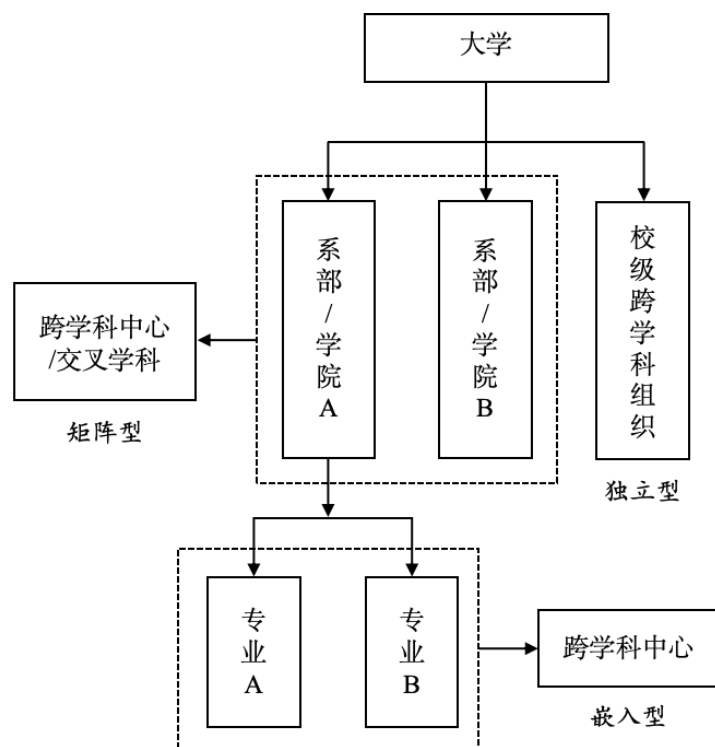 大学
系部/学院A
系部/学院B
校级跨学科组织
跨学科中心
/交叉学科
矩阵型
独立型
专业A
专业B
跨学科中心
嵌入型